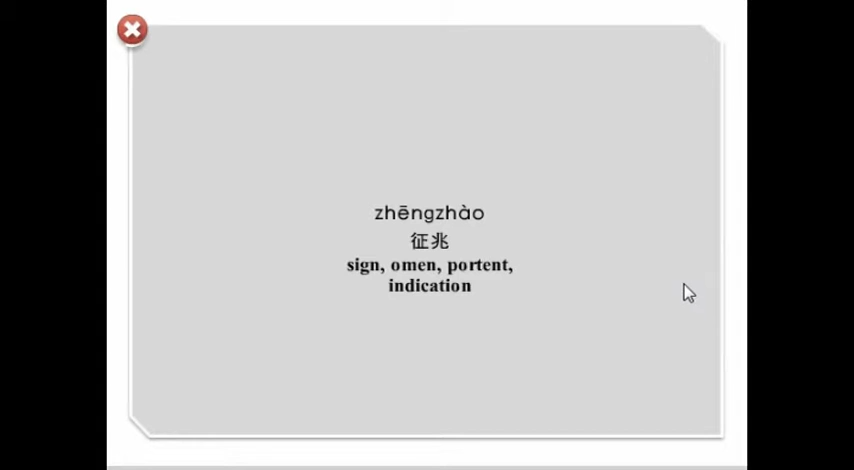 zhēngzhào
征兆
sign, omen, portent,
indication